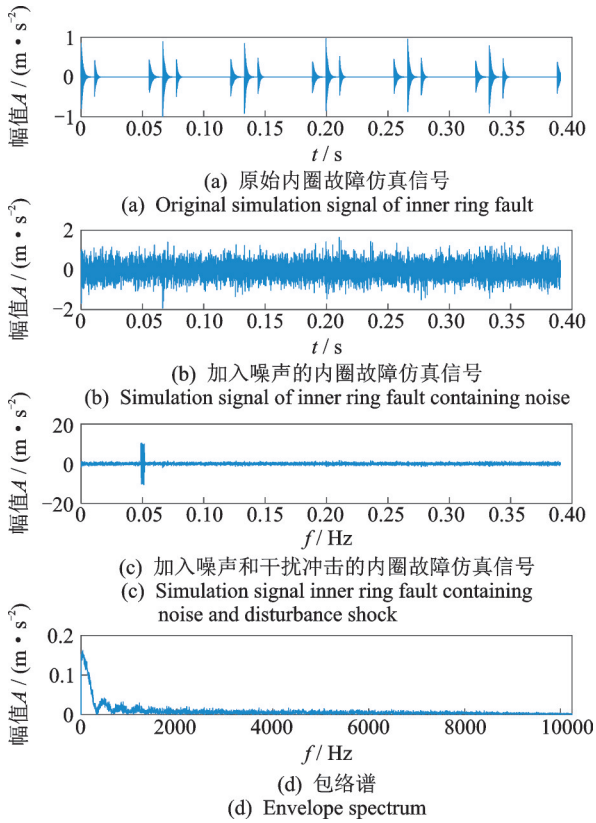 幅值A / (m • s⁻²)
1
0
−1
0 0.05 0.10 0.15 0.20 0.25 0.30 0.35 0.40
t / s
(a) 原始内圈故障仿真信号
(a) Original simulation signal of inner ring fault
幅值A / (m • s⁻²)
2
0
−2
0 0.05 0.10 0.15 0.20 0.25 0.30 0.35 0.40
t / s
(b) 加入噪声的内圈故障仿真信号
(b) Simulation signal of inner ring fault containing noise
幅值A / (m • s⁻²)
20
0
−20
0 0.05 0.10 0.15 0.20 0.25 0.30 0.35 0.40
f / Hz
(c) 加入噪声和干扰冲击的内圈故障仿真信号
(c) Simulation signal inner ring fault containing
noise and disturbance shock
幅值A / (m • s⁻²)
0.2
0.1
0
0 2000 4000 6000 8000 10000
f / Hz
(d) 包络谱
(d) Envelope spectrum